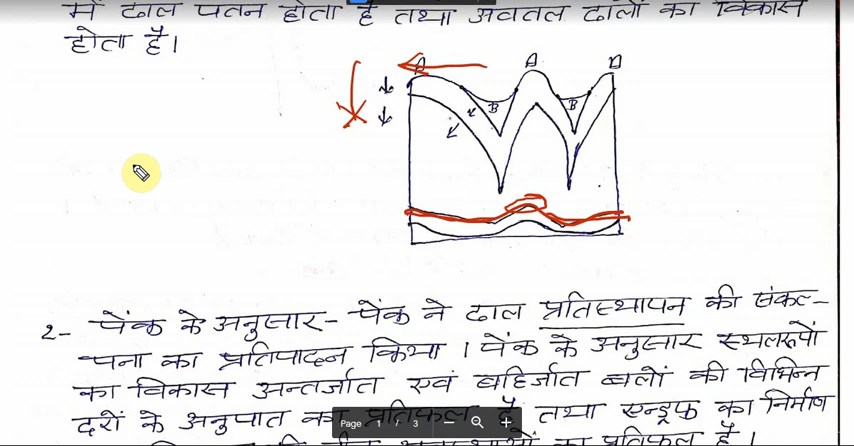 में ढाल पतन होता है तथा अवतल ढालों का विकास
होता है।
A A D
B B
2- पेंक के अनुसार- पेंक ने ढाल प्रतिस्थापन की संकल-
पना का प्रतिपादन किया। पेंक के अनुसार स्थलरूपों
का विकास अन्तर्जात एवं बहिर्जात बलों की विभिन्न
दरों के अनुपात का प्रतिफल है तथा एन्ड्रफ का निर्माण
Page 1 / 3
का प्रतिफल है।